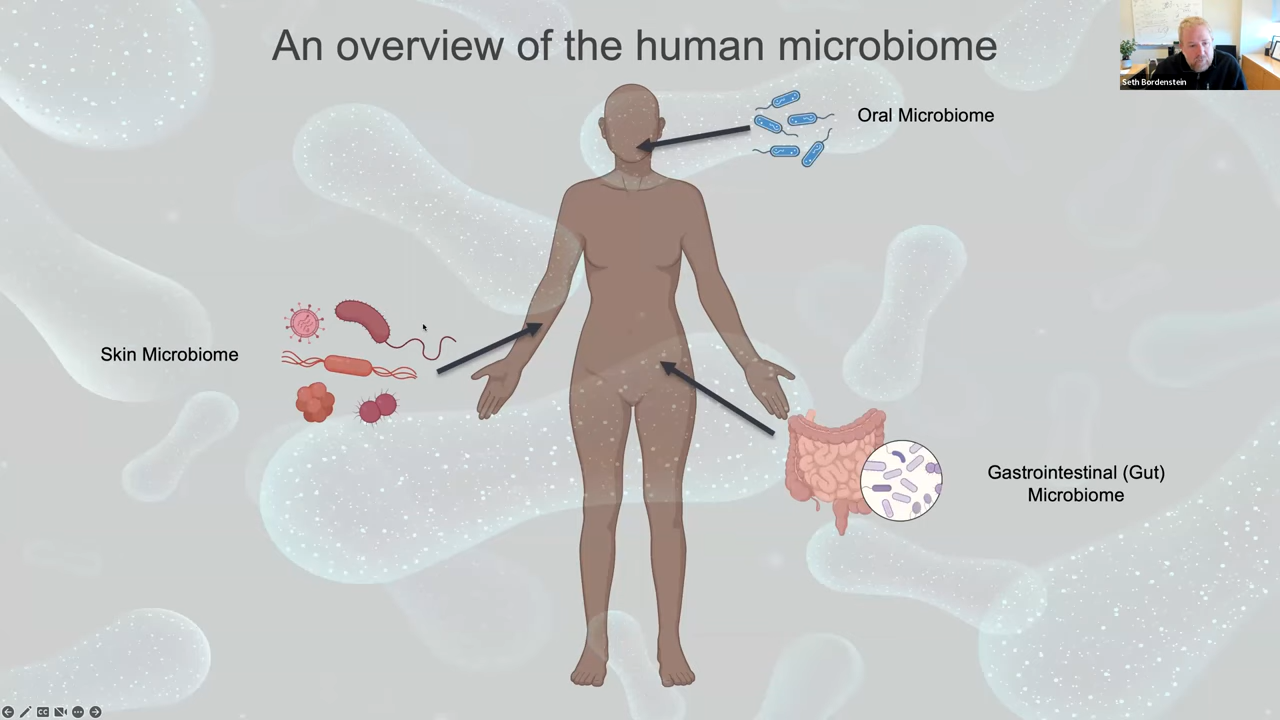 An overview of the human microbiome
Seth Bordenstein
Oral Microbiome
Skin Microbiome
Gastrointestinal (Gut)
Microbiome